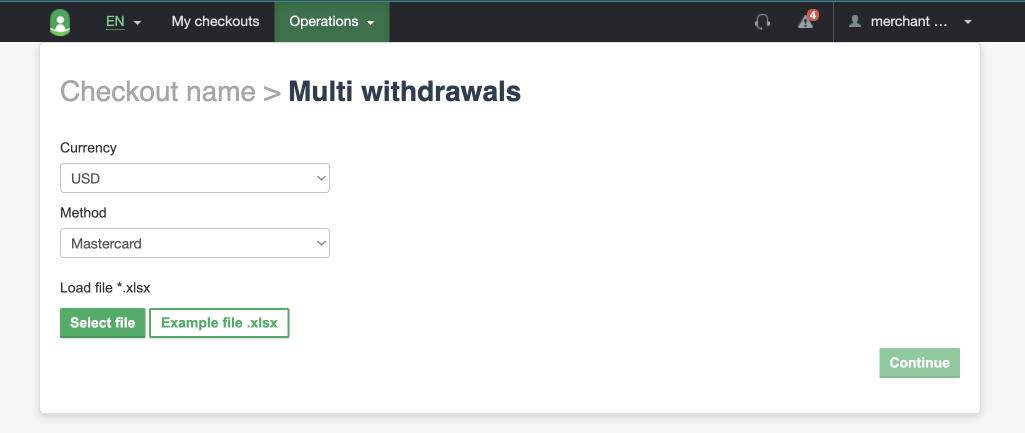 EN My checkouts Operations 4 merchant ...
Checkout name > Multi withdrawals
Currency
USD
Method
Mastercard
Load file *.xlsx
Select file Example file .xlsx
Continue